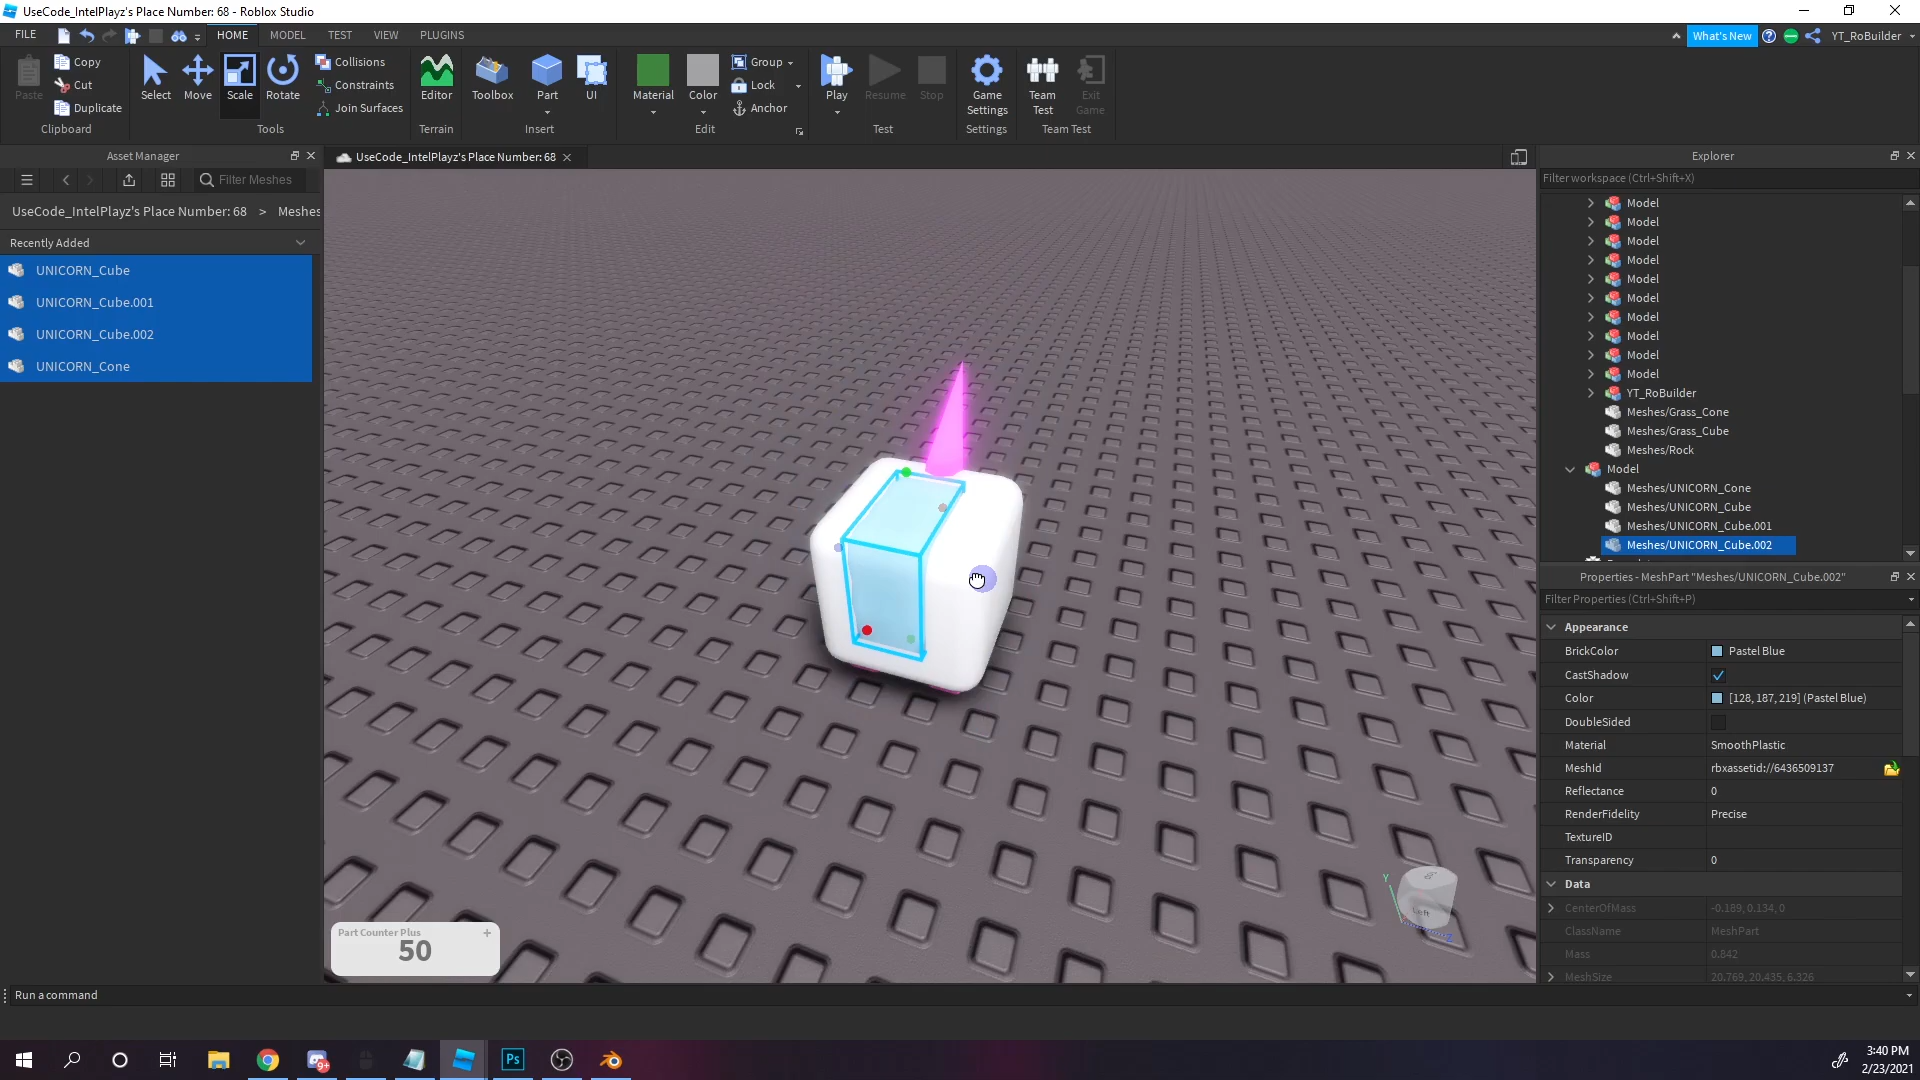 UseCode_IntelPlayz's Place Number: 68 - Roblox Studio
FILE
HOME
MODEL
TEST
VIEW
PLUGINS
What's New
YT_RoBuilder
Paste
Copy
Cut
Duplicate
Clipboard
Select
Move
Scale
Rotate
Collisions
Constraints
Join Surfaces
Tools
Editor
Terrain
Toolbox
Part
UI
Insert
Material
Color
Group
Lock
Anchor
Edit
Play
Resume
Stop
Test
Game
Settings
Settings
Team
Test
Exit
Game
Team Test
Asset Manager
Filter Meshes
UseCode_IntelPlayz's Place Number: 68 > Meshes
Recently Added
UNICORN_Cube
UNICORN_Cube.001
UNICORN_Cube.002
UNICORN_Cone
UseCode_IntelPlayz's Place Number: 68
Y
Left
Z
Part Counter Plus +
50
Explorer
Filter workspace (Ctrl+Shift+X)
Model
Model
Model
Model
Model
Model
Model
Model
Model
Model
YT_RoBuilder
Meshes/Grass_Cone
Meshes/Grass_Cube
Meshes/Rock
Model
Meshes/UNICORN_Cone
Meshes/UNICORN_Cube
Meshes/UNICORN_Cube.001
Meshes/UNICORN_Cube.002
Properties - MeshPart "Meshes/UNICORN_Cube.002"
Filter Properties (Ctrl+Shift+P)
Appearance
BrickColor Pastel Blue
CastShadow
Color [128, 187, 219] (Pastel Blue)
DoubleSided
Material SmoothPlastic
MeshId rbxassetid://6436509137
Reflectance 0
RenderFidelity Precise
TextureID
Transparency 0
Data
CenterOfMass -0.189, 0.134, 0
ClassName MeshPart
Mass 0.842
MeshSize 20.769, 20.435, 6.326
Run a command
9+
Ps
3:40 PM
2/23/2021